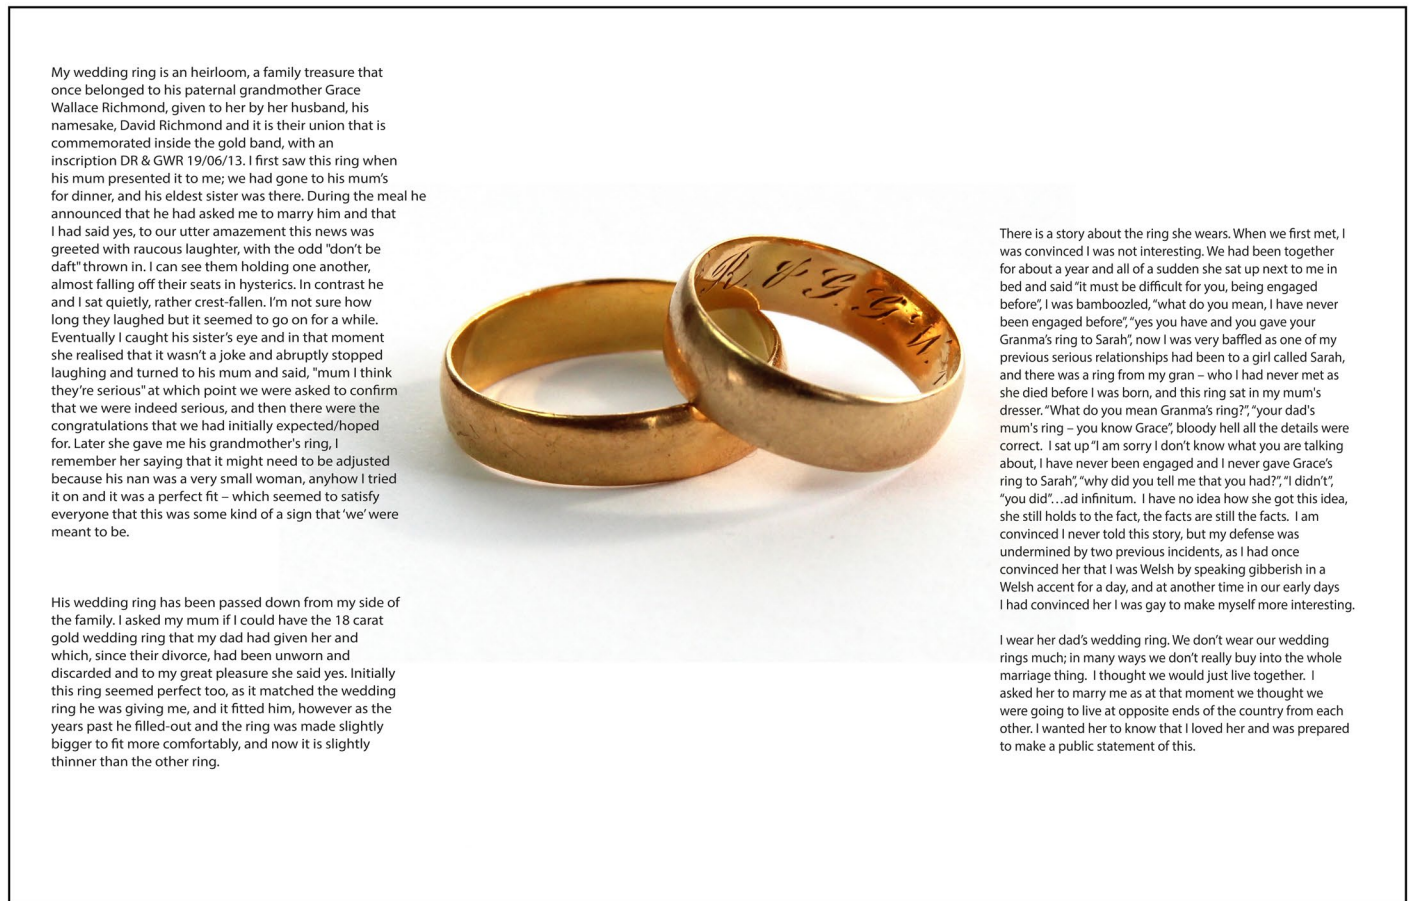 My wedding ring is an heirloom, a family treasure that
once belonged to his paternal grandmother Grace
Wallace Richmond, given to her by her husband, his
namesake, David Richmond and it is their union that is
commemorated inside the gold band, with an
inscription DR & GWR 19/06/13. I first saw this ring when
his mum presented it to me; we had gone to his mum’s
for dinner, and his eldest sister was there. During the meal he
announced that he had asked me to marry him and that
I had said yes, to our utter amazement this news was
greeted with raucous laughter, with the odd "don’t be
daft" thrown in. I can see them holding one another,
almost falling off their seats in hysterics. In contrast he
and I sat quietly, rather crest-fallen. I’m not sure how
long they laughed but it seemed to go on for a while.
Eventually I caught his sister’s eye and in that moment
she realised that it wasn’t a joke and abruptly stopped
laughing and turned to his mum and said, "mum I think
they’re serious" at which point we were asked to confirm
that we were indeed serious, and then there were the
congratulations that we had initially expected/hoped
for. Later she gave me his grandmother's ring, I
remember her saying that it might need to be adjusted
because his nan was a very small woman, anyhow I tried
it on and it was a perfect fit – which seemed to satisfy
everyone that this was some kind of a sign that ‘we’ were
meant to be.
His wedding ring has been passed down from my side of
the family. I asked my mum if I could have the 18 carat
gold wedding ring that my dad had given her and
which, since their divorce, had been unworn and
discarded and to my great pleasure she said yes. Initially
this ring seemed perfect too, as it matched the wedding
ring he was giving me, and it fitted him, however as the
years past he filled-out and the ring was made slightly
bigger to fit more comfortably, and now it is slightly
thinner than the other ring.
R. & G. G. W.
There is a story about the ring she wears. When we first met, I
was convinced I was not interesting. We had been together
for about a year and all of a sudden she sat up next to me in
bed and said “it must be difficult for you, being engaged
before”, I was bamboozled, “what do you mean, I have never
been engaged before”, “yes you have and you gave your
Granma’s ring to Sarah”, now I was very baffled as one of my
previous serious relationships had been to a girl called Sarah,
and there was a ring from my gran – who I had never met as
she died before I was born, and this ring sat in my mum's
dresser. “What do you mean Granma’s ring?”, “your dad's
mum's ring – you know Grace”, bloody hell all the details were
correct.  I sat up “I am sorry I don’t know what you are talking
about, I have never been engaged and I never gave Grace’s
ring to Sarah”, “why did you tell me that you had?”, “I didn’t”,
“you did”…ad infinitum.  I have no idea how she got this idea,
she still holds to the fact, the facts are still the facts.  I am
convinced I never told this story, but my defense was
undermined by two previous incidents, as I had once
convinced her that I was Welsh by speaking gibberish in a
Welsh accent for a day, and at another time in our early days
I had convinced her I was gay to make myself more interesting.
I wear her dad’s wedding ring. We don’t wear our wedding
rings much; in many ways we don’t really buy into the whole
marriage thing.  I thought we would just live together.  I
asked her to marry me as at that moment we thought we
were going to live at opposite ends of the country from each
other. I wanted her to know that I loved her and was prepared
to make a public statement of this.